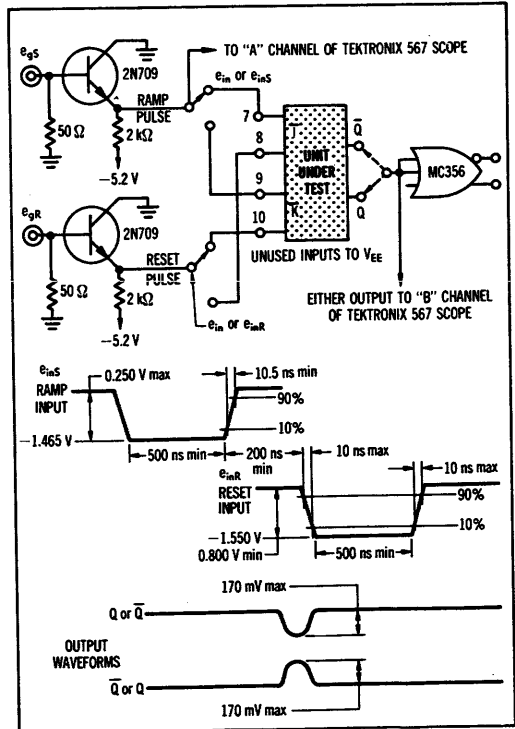 e_gS
2N709
50 Ω
RAMP
PULSE
2 kΩ
−5.2 V
TO "A" CHANNEL OF TEKTRONIX 567 SCOPE
e_in or e_inS
7
8
9
10
J̅
K̅
UNIT
UNDER
TEST
Q̅
Q
MC356
UNUSED INPUTS TO V_EE
e_gR
2N709
50 Ω
RESET
PULSE
2 kΩ
−5.2 V
e_in or e_inR
EITHER OUTPUT TO "B" CHANNEL
OF TEKTRONIX 567 SCOPE
e_inS
RAMP
INPUT
0.250 V max
10.5 ns min
90%
10%
−1.465 V
500 ns min
200 ns
min
10 ns max
10 ns max
e_inR
RESET
INPUT
90%
10%
−1.550 V
0.800 V min
500 ns min
170 mV max
Q or Q̅
OUTPUT
WAVEFORMS
Q̅ or Q
170 mV max